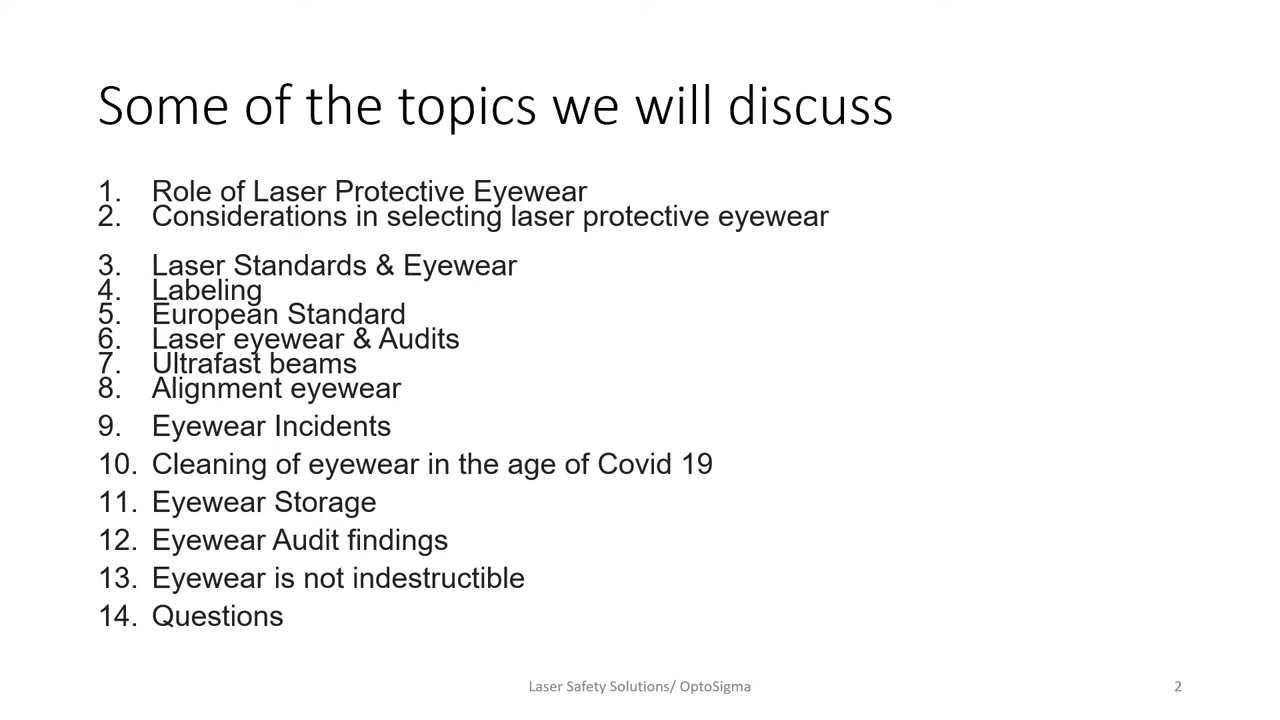 Some of the topics we will discuss
1. Role of Laser Protective Eyewear
2. Considerations in selecting laser protective eyewear
3. Laser Standards & Eyewear
4. Labeling
5. European Standard
6. Laser eyewear & Audits
7. Ultrafast beams
8. Alignment eyewear
9. Eyewear Incidents
10. Cleaning of eyewear in the age of Covid 19
11. Eyewear Storage
12. Eyewear Audit findings
13. Eyewear is not indestructible
14. Questions
Laser Safety Solutions/ OptoSigma
2